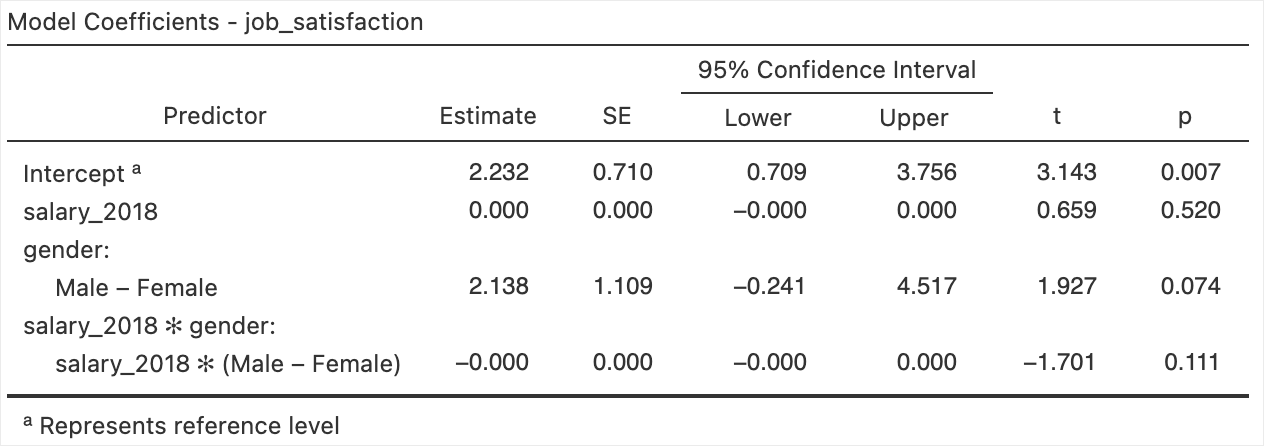 Model Coefficients - job_satisfaction
95% Confidence Interval
Predictor Estimate SE Lower Upper t p
Intercept ᵃ 2.232 0.710 0.709 3.756 3.143 0.007
salary_2018 0.000 0.000 −0.000 0.000 0.659 0.520
gender:
Male – Female 2.138 1.109 −0.241 4.517 1.927 0.074
salary_2018 ✻ gender:
salary_2018 ✻ (Male – Female) −0.000 0.000 −0.000 0.000 −1.701 0.111
ᵃ Represents reference level